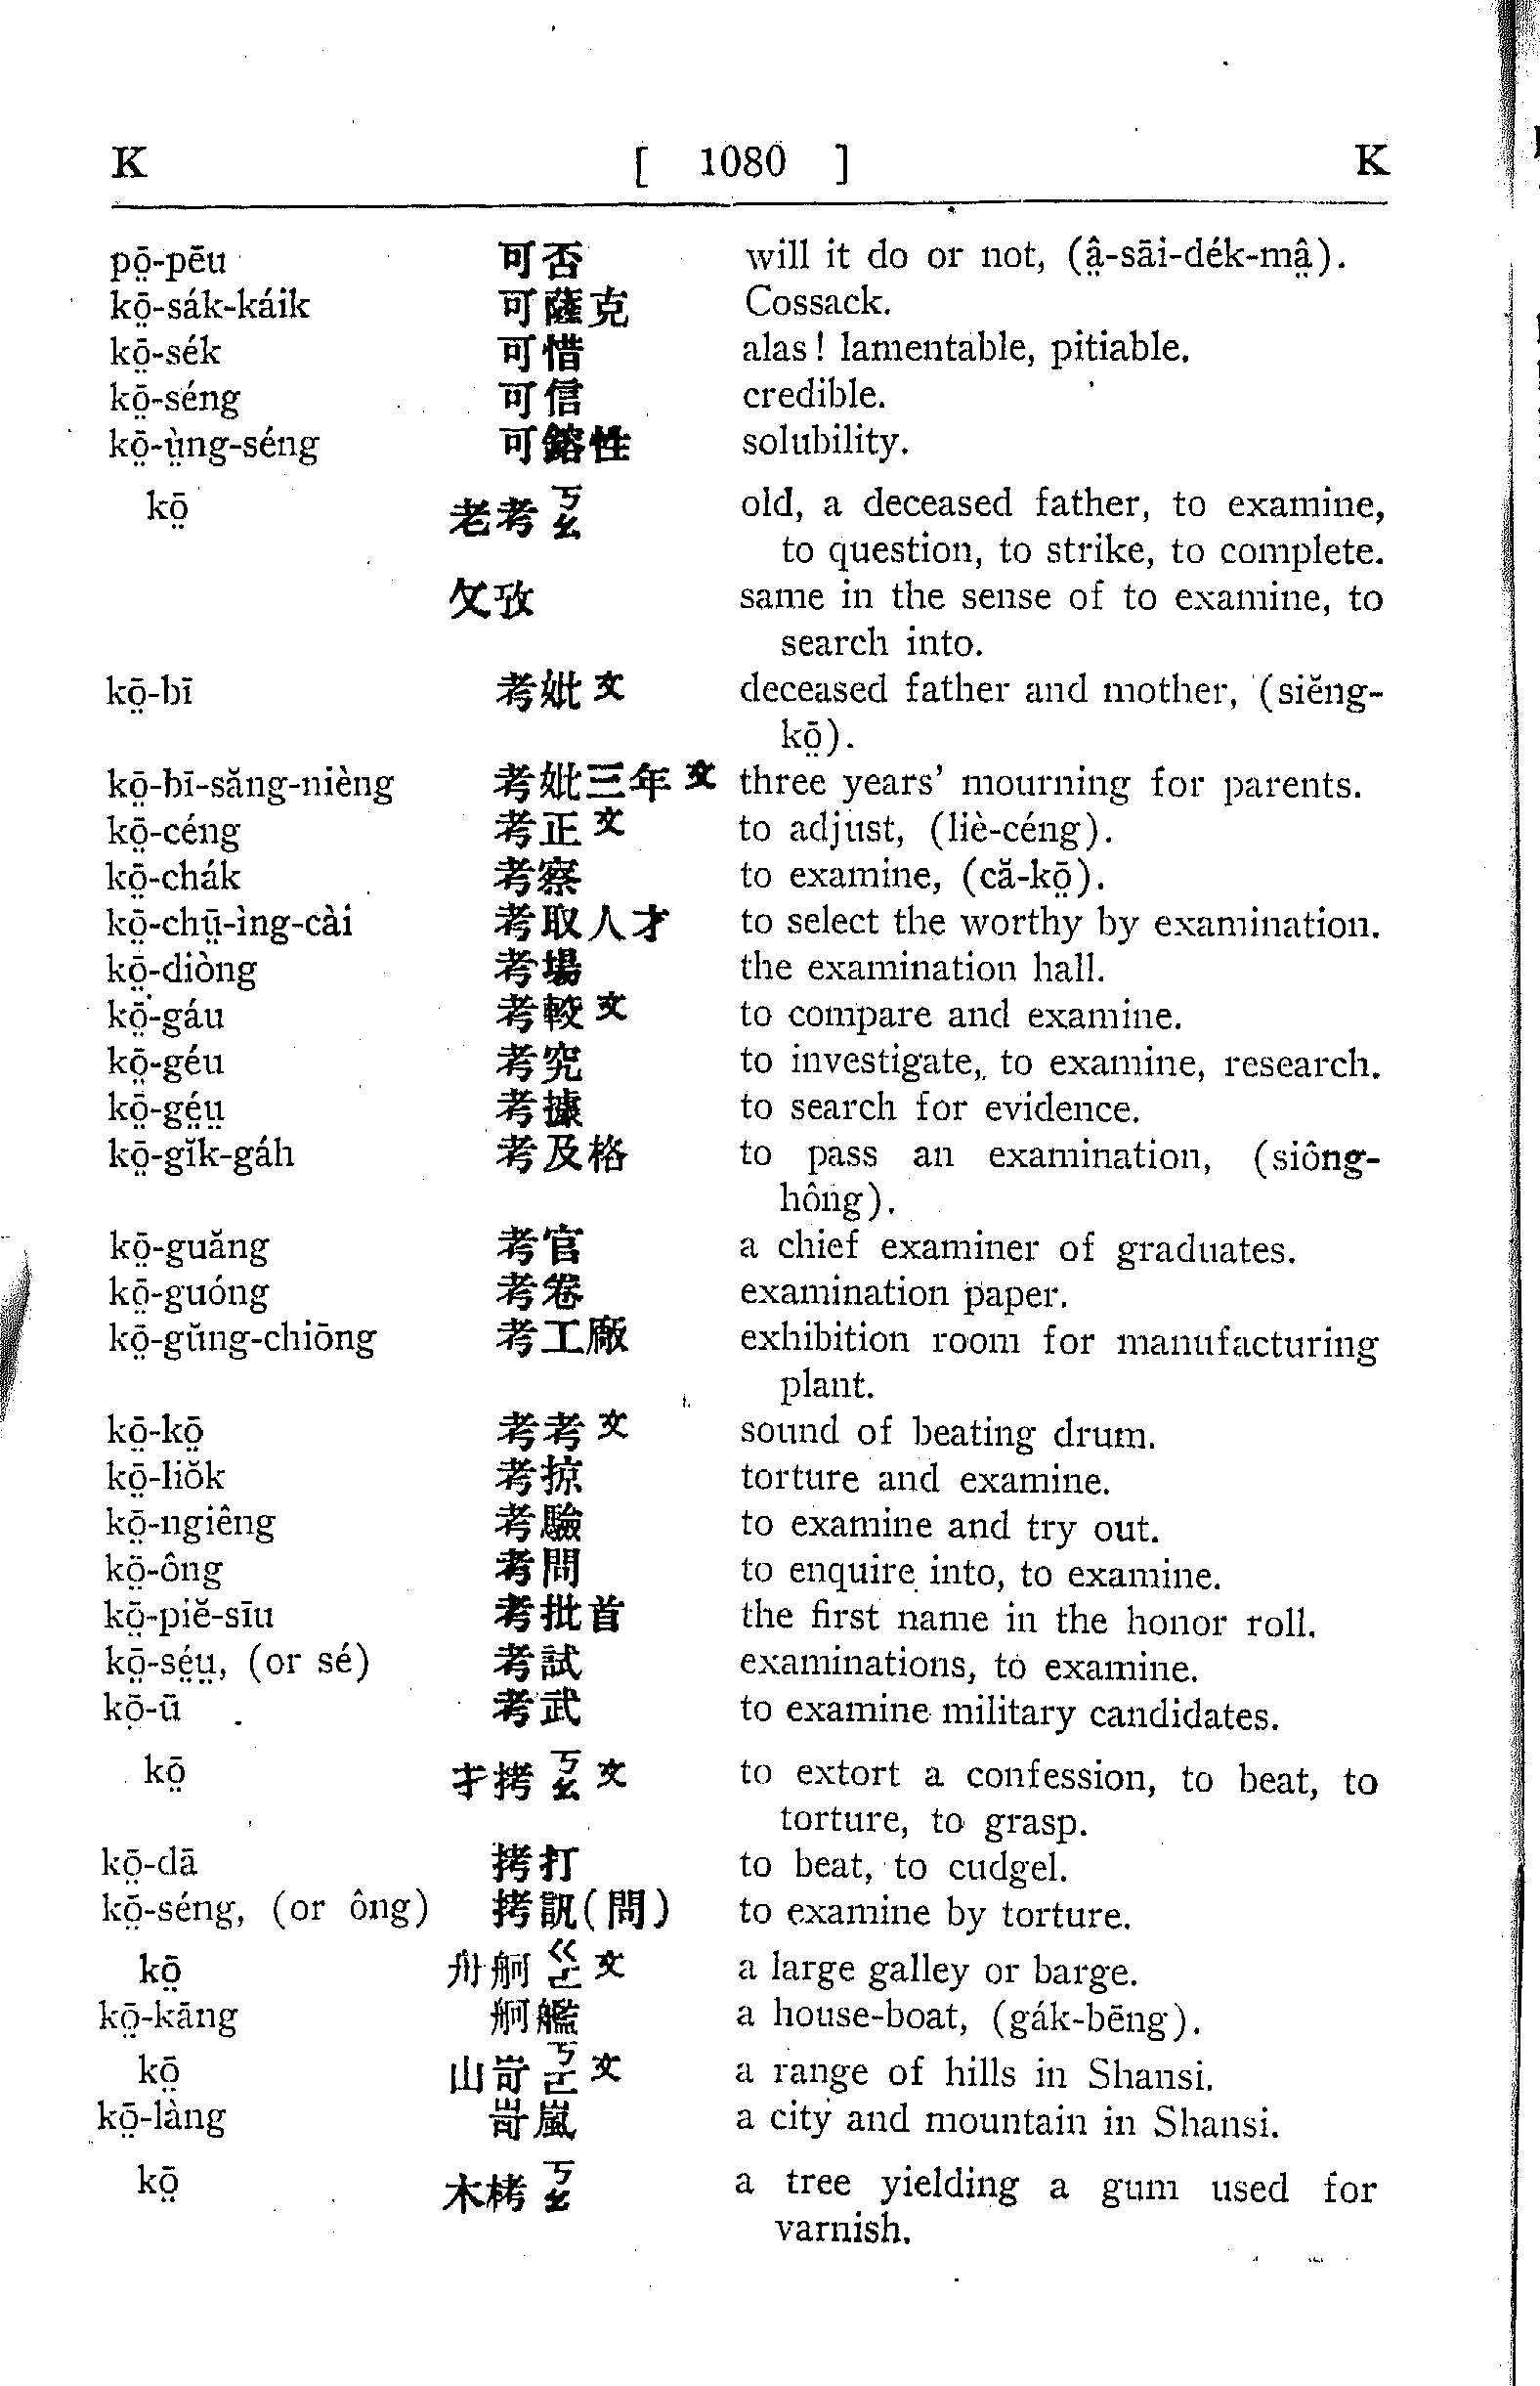 K [ 1080 ] K
pō̤-pēu 可否 will it do or not, (â̤-sāi-dék-mâ̤).
kō̤-sák-káik 可薩克 Cossack.
kō̤-sék 可惜 alas! lamentable, pitiable.
kō̤-séng 可信 credible.
kō̤-ṳ̀ng-séng 可鎔性 solubility.
kō̤ 老考ㄎㄠ old, a deceased father, to examine,
to question, to strike, to complete.
攵攷 same in the sense of to examine, to
search into.
kō̤-bī 考妣文 deceased father and mother, (siĕng-
kō̤).
kō̤-bī-săng-nièng 考妣三年文 three years’ mourning for parents.
kō̤-céng 考正文 to adjust, (liè-céng).
kō̤-chák 考察 to examine, (că-kō̤).
kō̤-chṳ̄-ìng-cài 考取人才 to select the worthy by examination.
kō̤-diòng 考場 the examination hall.
kō̤-gáu 考較文 to compare and examine.
kō̤-géu 考究 to investigate, to examine, research.
kō̤-gé̤ṳ 考據 to search for evidence.
kō̤-gĭk-gáh 考及格 to pass an examination, (siông-
hông).
kō̤-guăng 考官 a chief examiner of graduates.
kō̤-guóng 考卷 examination paper.
kō̤-gŭng-chiōng 考工廠 exhibition room for manufacturing
plant.
kō̤-kō̤ 考考文 sound of beating drum.
kō̤-liŏk 考掠 torture and examine.
kō̤-ngiêng 考驗 to examine and try out.
kō̤-ông 考問 to enquire into, to examine.
kō̤-piĕ-sīu 考批首 the first name in the honor roll.
kō̤-sé̤ṳ, (or sé) 考試 examinations, to examine.
kō̤-ū 考武 to examine military candidates.
kō̤ 扌拷ㄎㄠ文 to extort a confession, to beat, to
torture, to grasp.
kō̤-dā 拷打 to beat, to cudgel.
kō̤-séng, (or ông) 拷訊(問) to examine by torture.
kō̤ 舟舸ㄍㄜ文 a large galley or barge.
kō̤-kāng 舸艦 a house-boat, (gák-bēng).
kō̤ 山岢ㄎㄜ文 a range of hills in Shansi.
kō̤-làng 岢嵐 a city and mountain in Shansi.
kō̤ 木栲ㄎㄠ a tree yielding a gum used for
varnish.